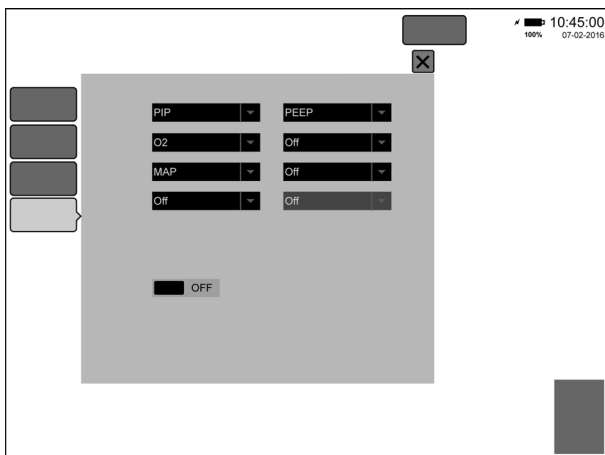 10:45:00
100% 07-02-2016
PIP PEEP
O2 Off
MAP Off
Off Off
OFF